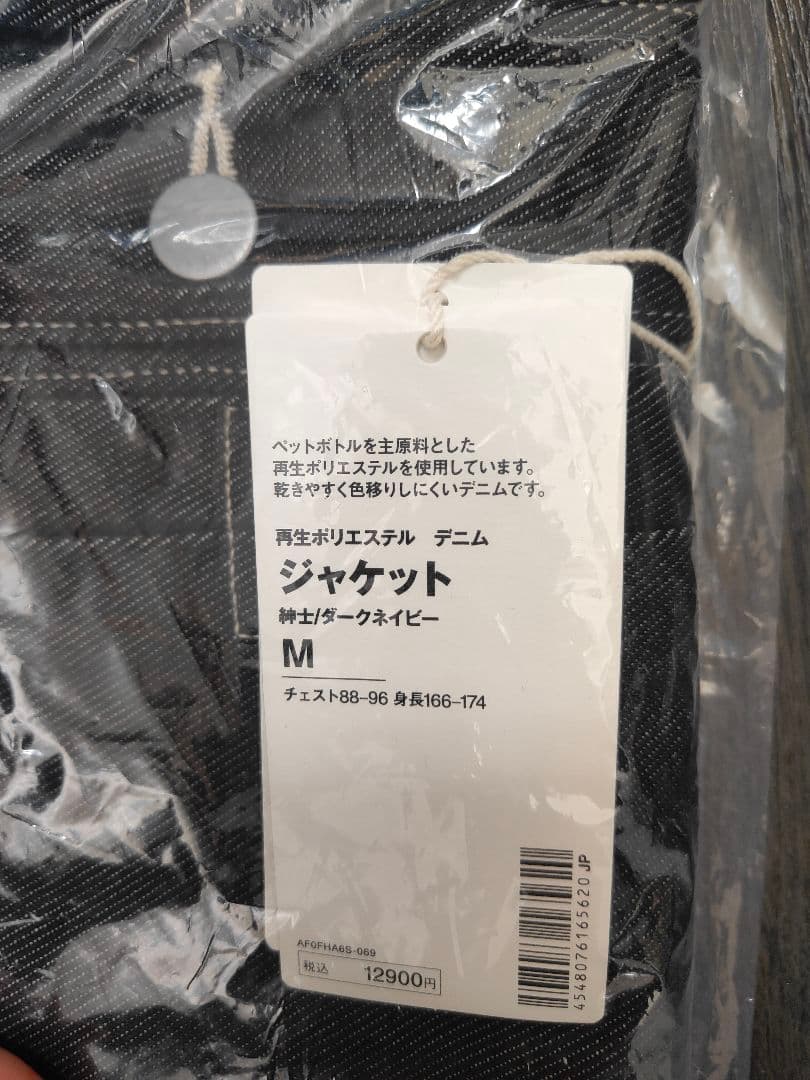 ペットボトルを主原料とした
再生ポリエステルを使用しています。
乾きやすく色移りしにくいデニムです。
再生ポリエステル　デニム
ジャケット
紳士/ダークネイビー
M
チェスト88-96 身長166-174
AF0FHA6S-069
税込 12900円
4548076165620 JP